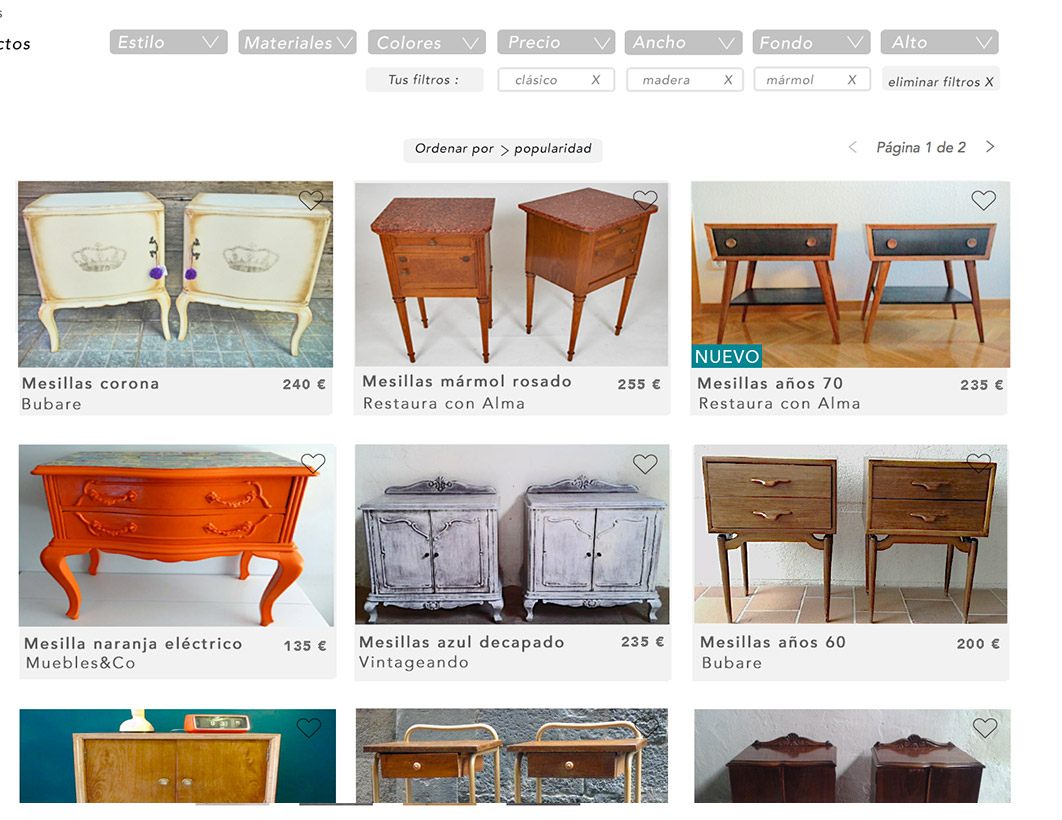 s
ctos
Estilo Materiales Colores Precio Ancho Fondo Alto
Tus filtros : clásico X madera X mármol X eliminar filtros X
Ordenar por > popularidad
< Página 1 de 2 >
NUEVO
Mesillas corona 240 €
Bubare
Mesillas mármol rosado 255 €
Restaura con Alma
Mesillas años 70 235 €
Restaura con Alma
Mesilla naranja eléctrico 135 €
Muebles&Co
Mesillas azul decapado 235 €
Vintageando
Mesillas años 60 200 €
Bubare